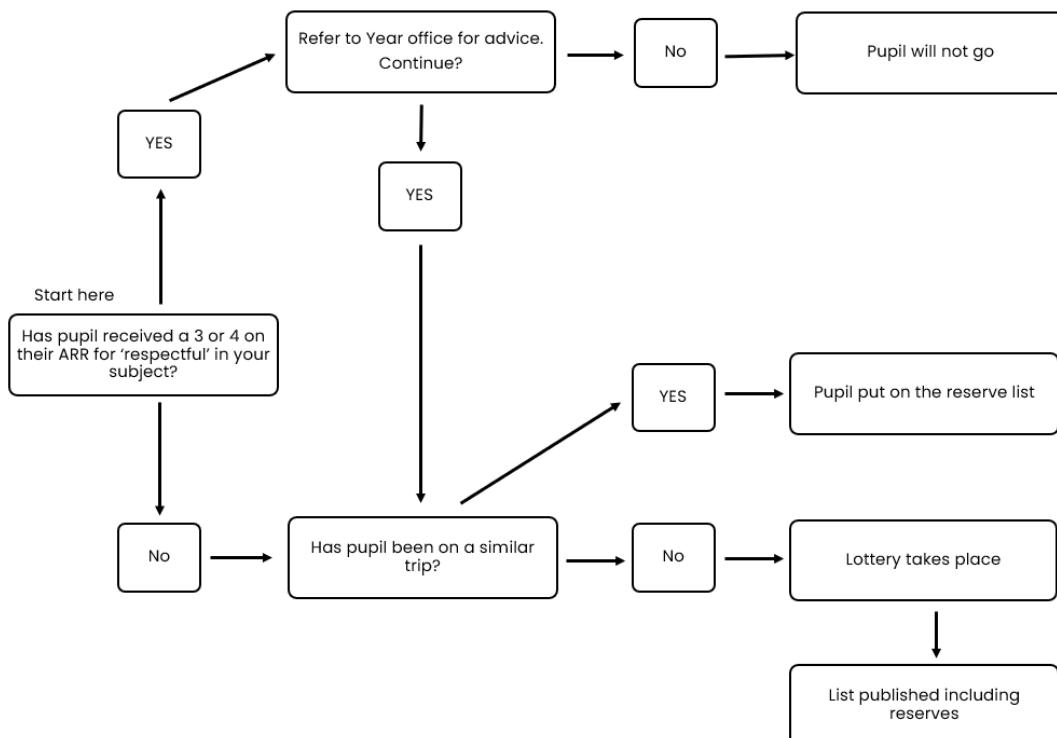 Refer to Year office for advice.
Continue?
No
Pupil will not go
YES
YES
Start here
Has pupil received a 3 or 4 on
their ARR for ‘respectful’ in your
subject?
YES
Pupil put on the reserve list
No
Has pupil been on a similar
trip?
No
Lottery takes place
List published including
reserves